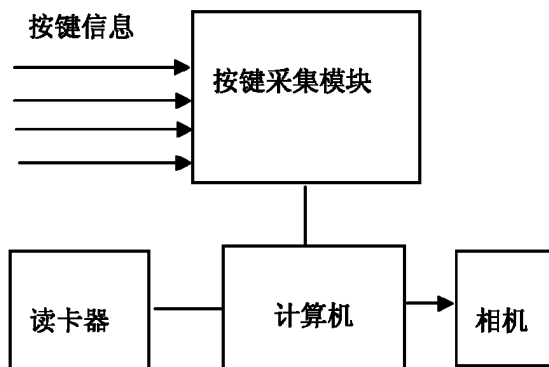 按键信息
按键采集模块
读卡器
计算机
相机